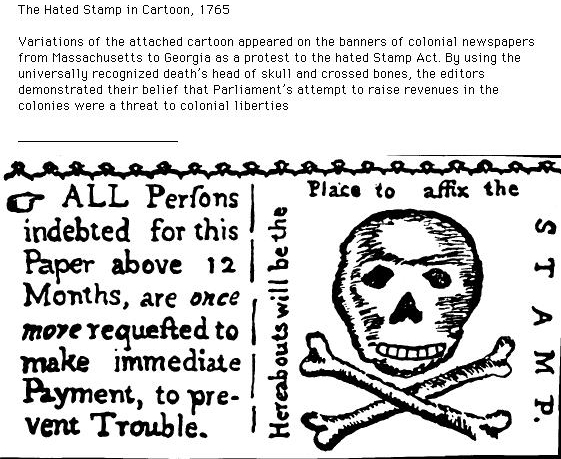 The Hated Stamp in Cartoon, 1765
Variations of the attached cartoon appeared on the banners of colonial newspapers
from Massachusetts to Georgia as a protest to the hated Stamp Act. By using the
universally recognized death's head of skull and crossed bones, the editors
demonstrated their belief that Parliament's attempt to raise revenues in the
colonies were a threat to colonial liberties
☞ ALL Perſons
indebted for this
Paper above 12
Months, are once
more requeſted to
make immediate
Payment, to pre-
vent Trouble.
Hereabouts will be the
Place to affix the
STAMP.